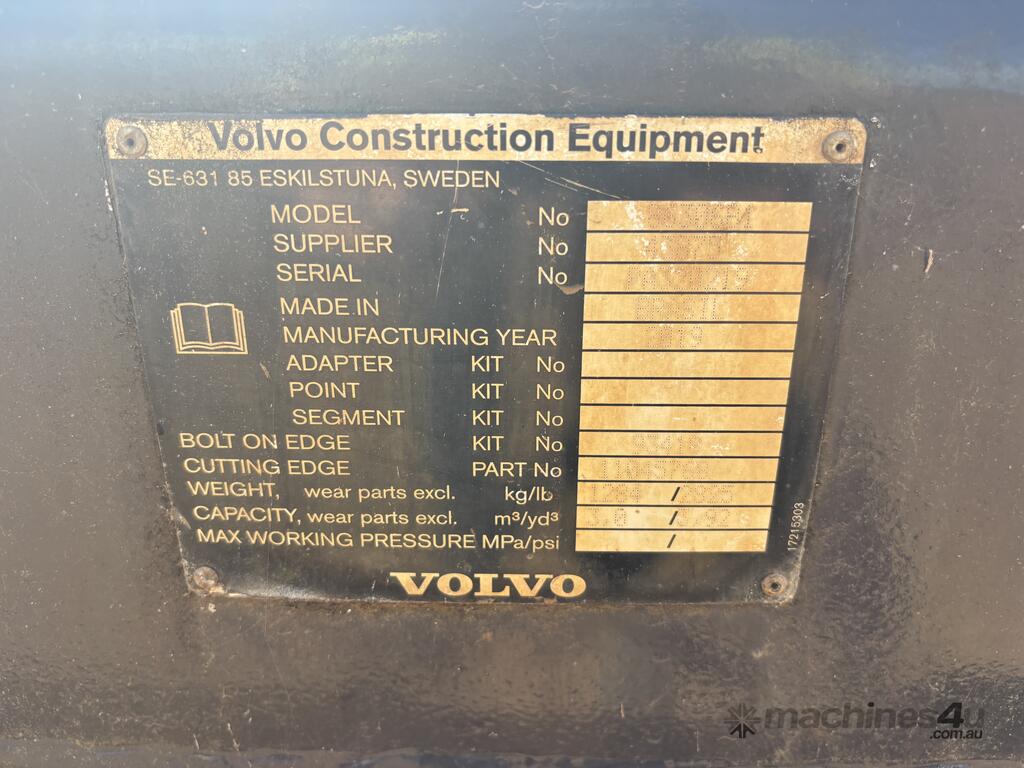 Volvo Construction Equipment
SE-631 85 ESKILSTUNA, SWEDEN
MODEL No
SUPPLIER No
SERIAL No
MADE IN
MANUFACTURING YEAR
ADAPTER KIT No
POINT KIT No
SEGMENT KIT No
BOLT ON EDGE KIT No
CUTTING EDGE PART No
WEIGHT, wear parts excl. kg/lb /
CAPACITY, wear parts excl. m³/yd³ /
MAX WORKING PRESSURE MPa/psi /
17215303
VOLVO
machines4u
.com.au